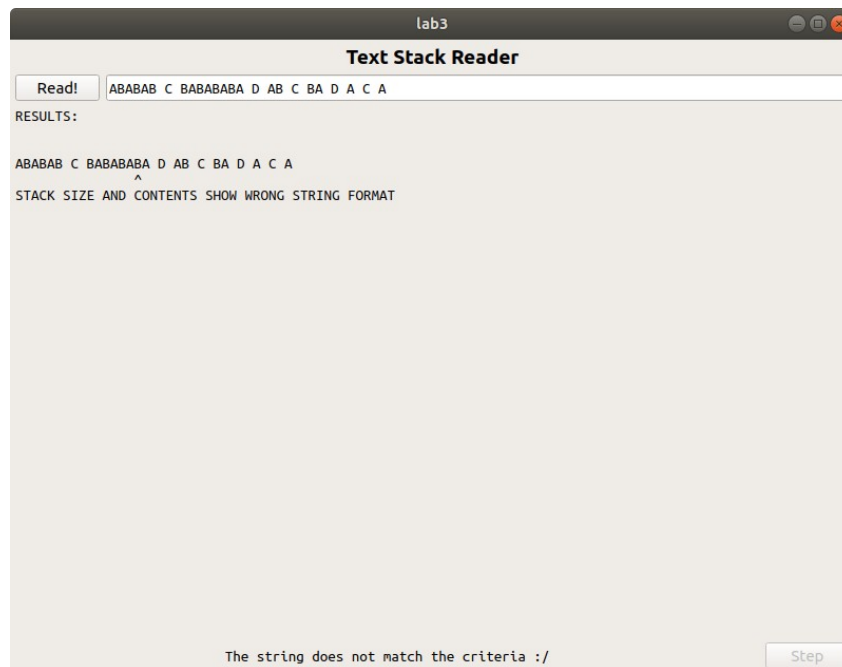 lab3
Text Stack Reader
Read! ABABAB C BABABABA D AB C BA D A C A
RESULTS:
ABABAB C BABABABA D AB C BA D A C A
^
STACK SIZE AND CONTENTS SHOW WRONG STRING FORMAT
The string does not match the criteria :/ Step